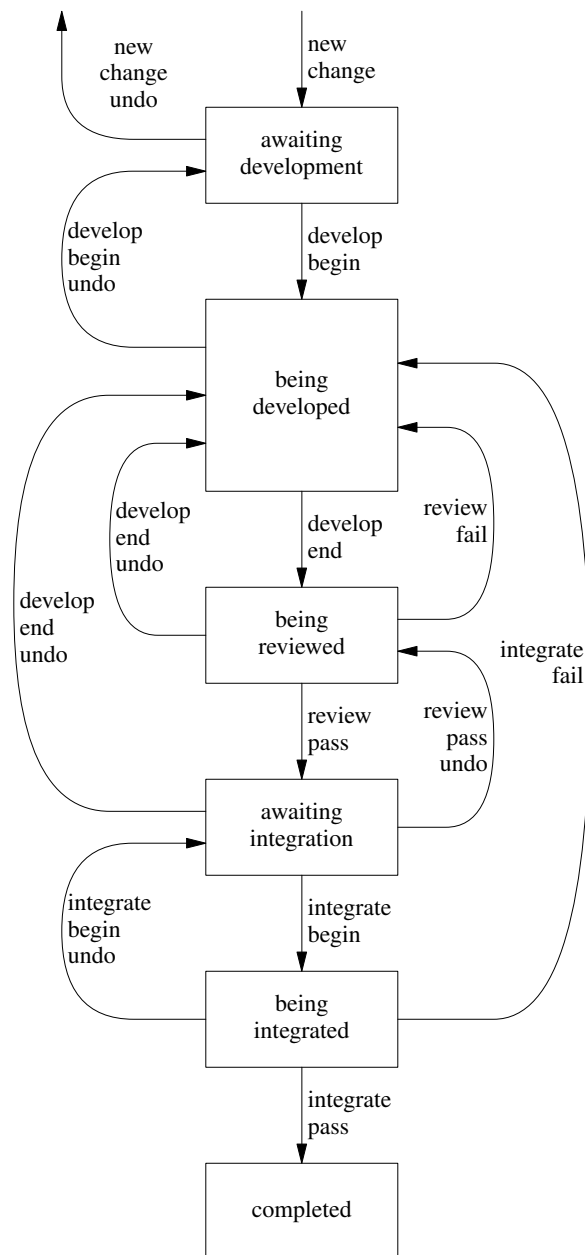 new
change
undo
new
change
awaiting
development
develop
begin
undo
develop
begin
being
developed
develop
end
undo
develop
end
review
fail
develop
end
undo
being
reviewed
integrate
fail
review
pass
review
pass
undo
awaiting
integration
integrate
begin
undo
integrate
begin
being
integrated
integrate
pass
completed